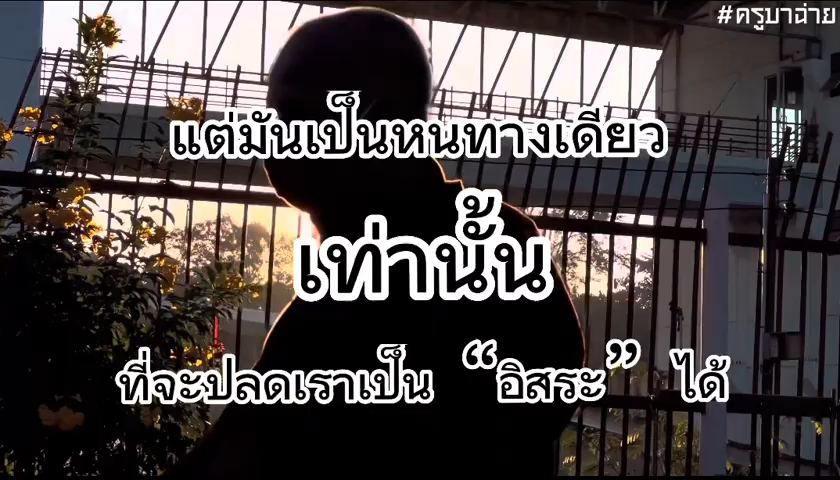 #ครูบาฉ่าย
แต่มันเป็นหนทางเดียว
เท่านั้น
ที่จะปลดเราเป็น “อิสระ” ได้